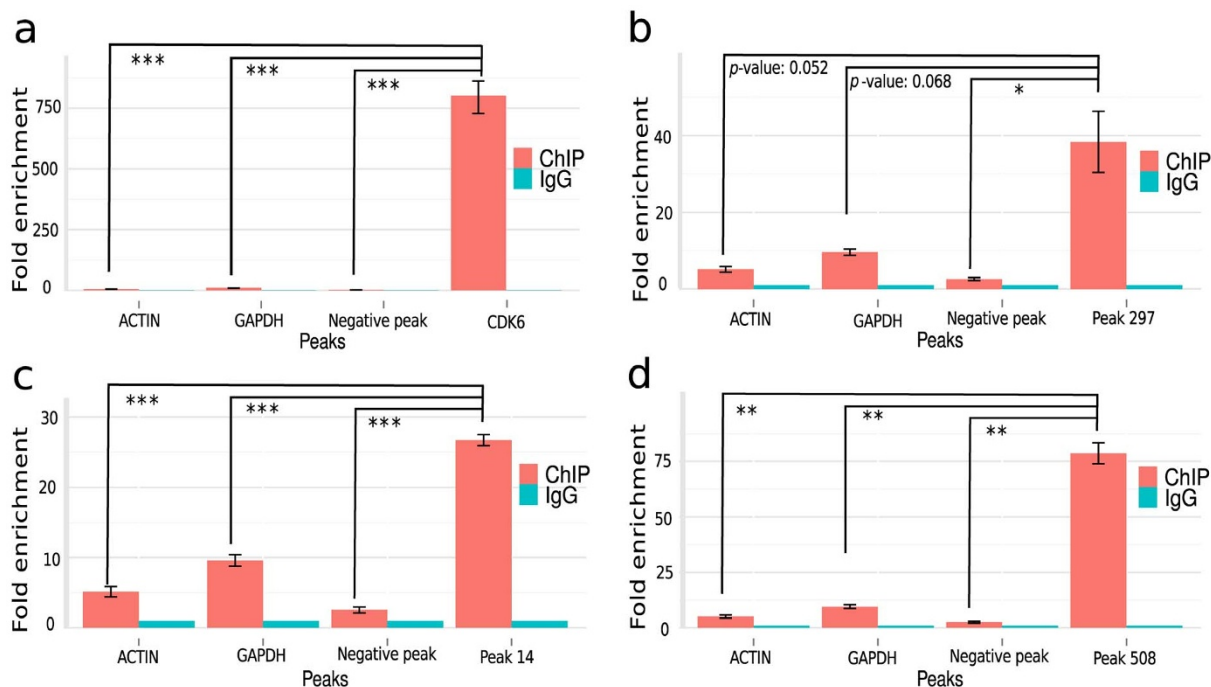 a
***
***
***
750
500
250
0
Fold enrichment
ChIP
IgG
ACTIN
GAPDH
Negative peak
CDK6
Peaks
b
p-value: 0.052
p-value: 0.068
*
40
20
0
Fold enrichment
ChIP
IgG
ACTIN
GAPDH
Negative peak
Peak 297
Peaks
c
***
***
***
30
20
10
0
Fold enrichment
ChIP
IgG
ACTIN
GAPDH
Negative peak
Peak 14
Peaks
d
**
**
**
75
50
25
0
Fold enrichment
ChIP
IgG
ACTIN
GAPDH
Negative peak
Peak 508
Peaks